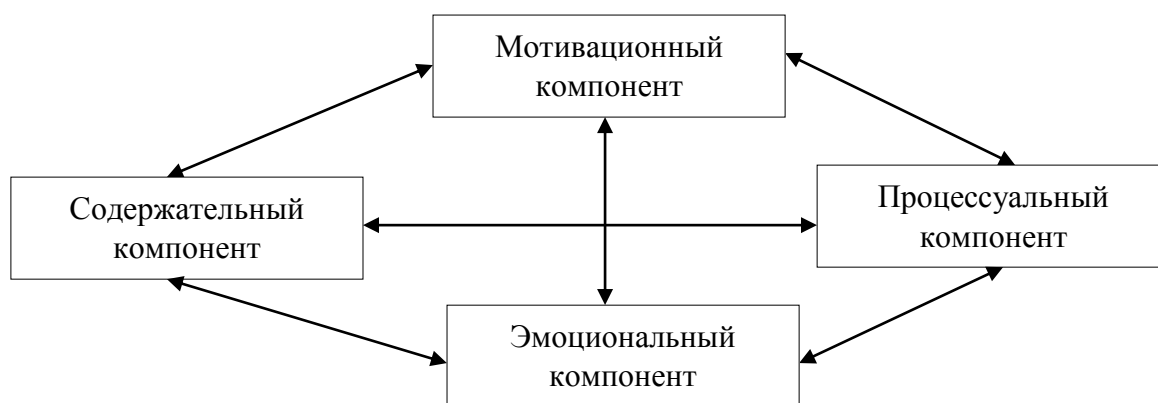 Мотивационный
компонент
Содержательный
компонент
Процессуальный
компонент
Эмоциональный
компонент